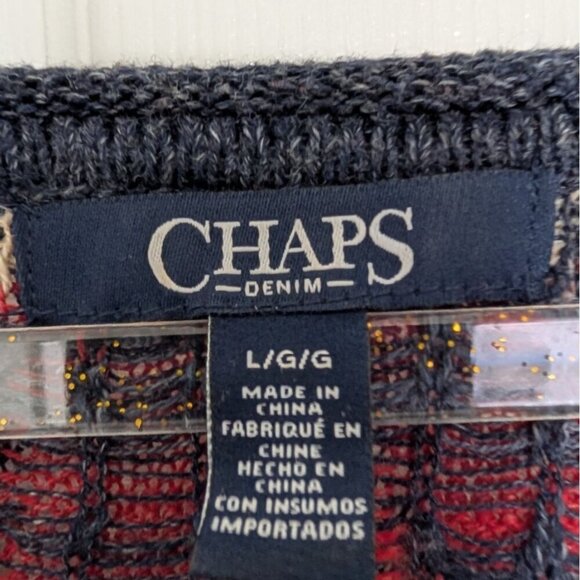 CHAPS
DENIM
L/G/G
MADE IN
CHINA
FABRIQUÉ EN
CHINE
HECHO EN
CHINA
CON INSUMOS
IMPORTADOS